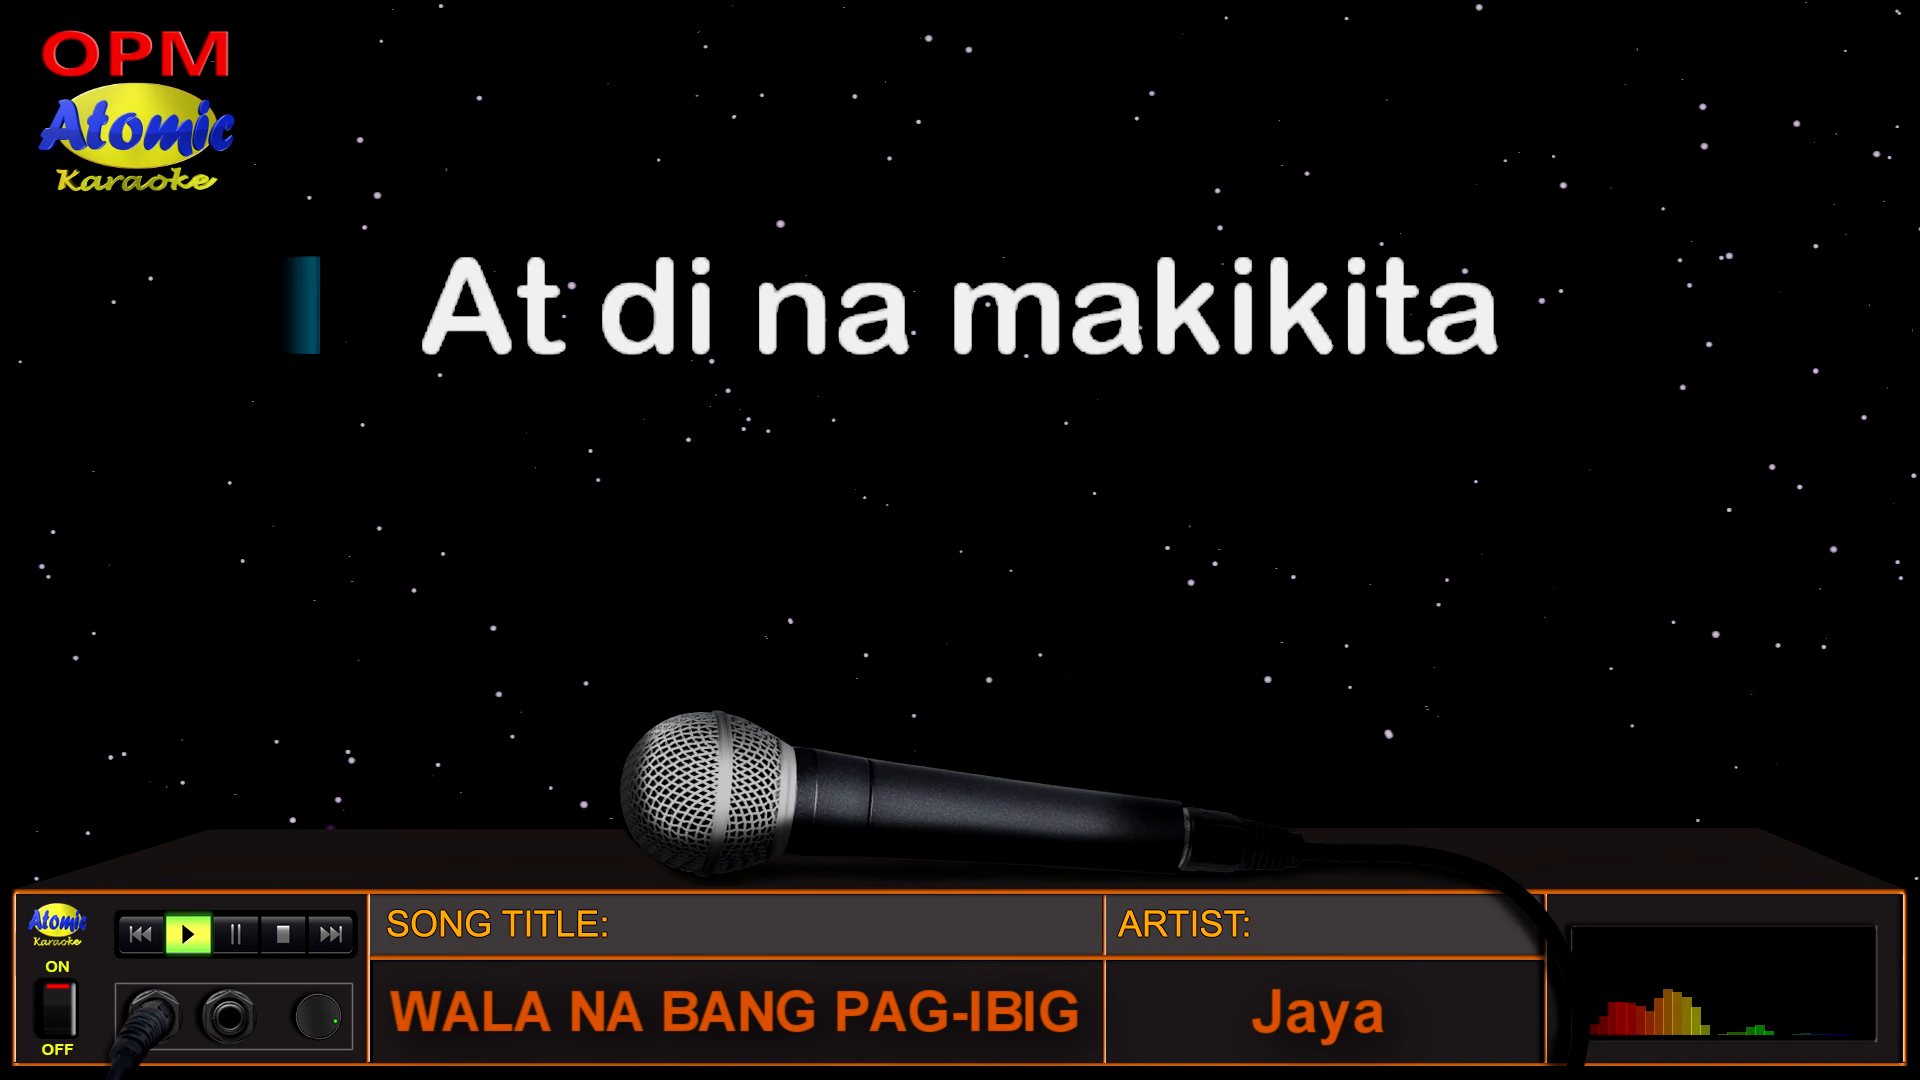 OPM
Atomic
Karaoke
At di na makikita
Atomic
Karaoke
ON
OFF
SONG TITLE:
ARTIST:
WALA NA BANG PAG-IBIG
Jaya